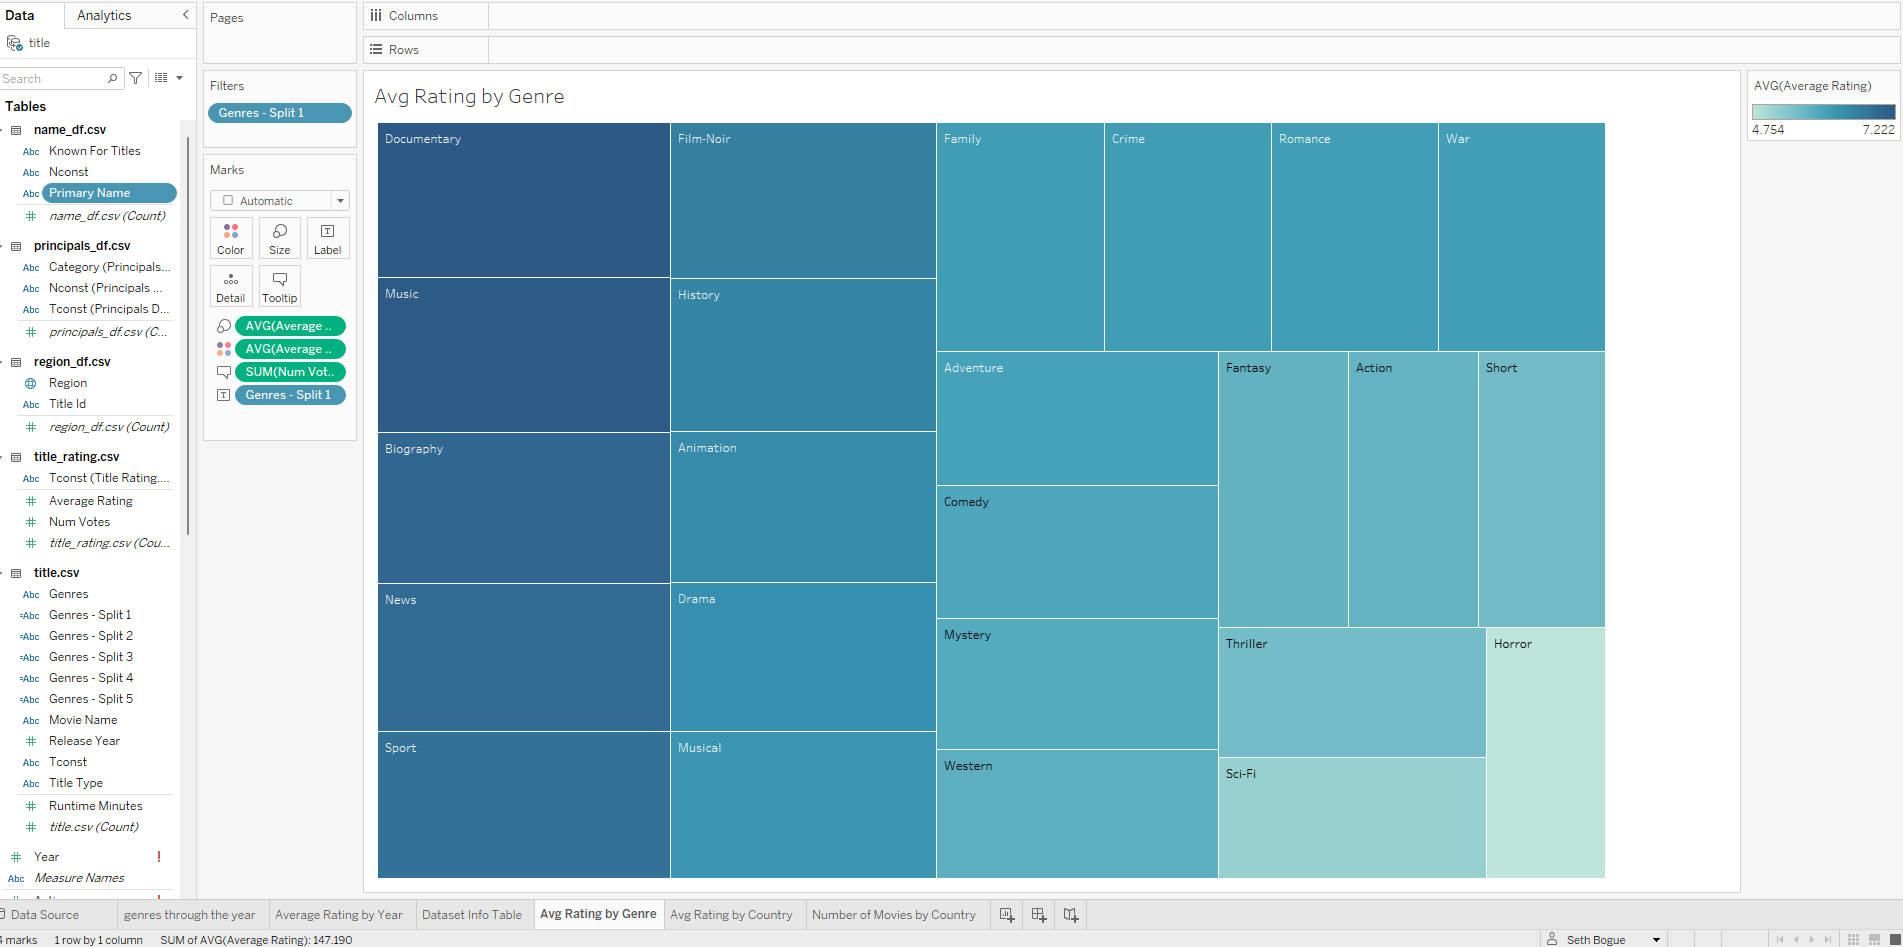 Data Analytics
title
Search
Tables
name_df.csv
Abc Known For Titles
Abc Nconst
Abc Primary Name
name_df.csv (Count)
principals_df.csv
Abc Category (Principals...
Abc Nconst (Principals ...
Abc Tconst (Principals D...
principals_df.csv (C...
region_df.csv
Region
Abc Title Id
region_df.csv (Count)
title_rating.csv
Abc Tconst (Title Rating....
Average Rating
Num Votes
title_rating.csv (Cou...
title.csv
Abc Genres
=Abc Genres - Split 1
=Abc Genres - Split 2
=Abc Genres - Split 3
=Abc Genres - Split 4
=Abc Genres - Split 5
Abc Movie Name
Release Year
Abc Tconst
Abc Title Type
Runtime Minutes
title.csv (Count)
Year !
Abc Measure Names
Pages
Filters
Genres - Split 1
Marks
Automatic
Color Size Label
Detail Tooltip
AVG(Average ..
AVG(Average ..
SUM(Num Vot..
Genres - Split 1
Columns
Rows
Avg Rating by Genre
Documentary
Music
Biography
News
Sport
Film-Noir
History
Animation
Drama
Musical
Family
Crime
Romance
War
Adventure
Comedy
Mystery
Western
Fantasy
Action
Short
Thriller
Sci-Fi
Horror
AVG(Average Rating)
4.754 7.222
Data Source genres through the year Average Rating by Year Dataset Info Table Avg Rating by Genre Avg Rating by Country Number of Movies by Country
marks 1 row by 1 column SUM of AVG(Average Rating): 147.190 Seth Bogue